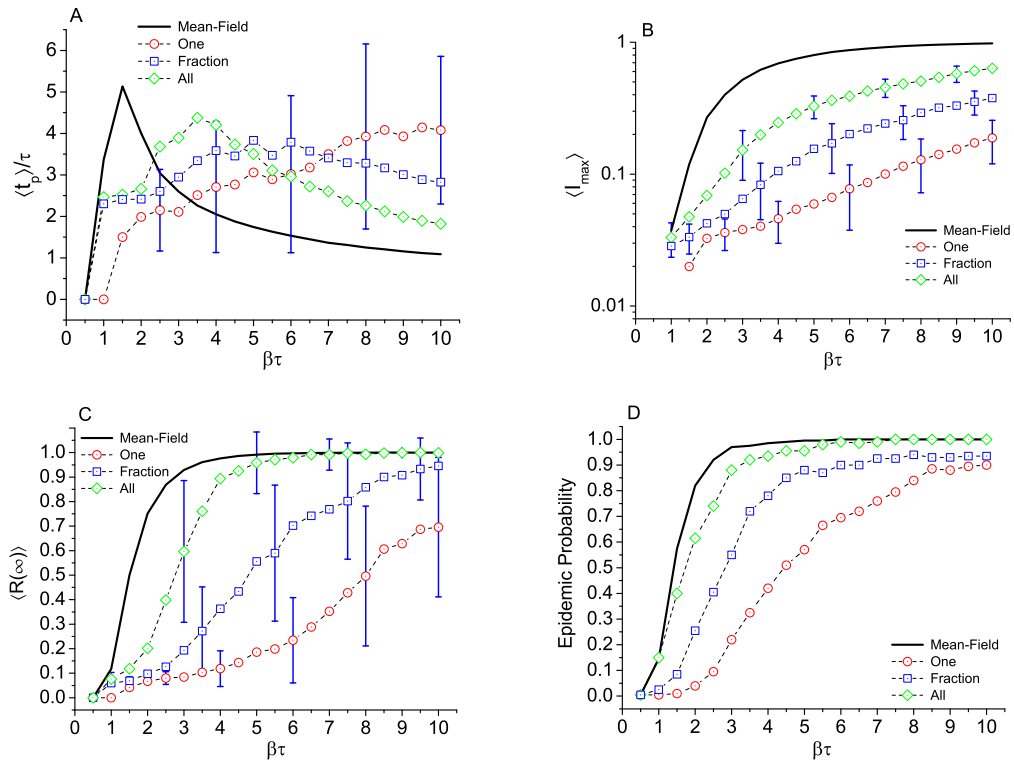 A
Mean-Field
One
Fraction
All
6
5
4
3
2
1
0
⟨t_p⟩/τ
0 1 2 3 4 5 6 7 8 9 10
βτ
B
1
0.1
0.01
⟨I_max⟩
Mean-Field
One
Fraction
All
0 1 2 3 4 5 6 7 8 9 10
βτ
C
Mean-Field
One
Fraction
All
1.0
0.9
0.8
0.7
0.6
0.5
0.4
0.3
0.2
0.1
0.0
⟨R(∞)⟩
0 1 2 3 4 5 6 7 8 9 10
βτ
D
1.0
0.9
0.8
0.7
0.6
0.5
0.4
0.3
0.2
0.1
0.0
Epidemic Probability
Mean-Field
One
Fraction
All
0 1 2 3 4 5 6 7 8 9 10
βτ